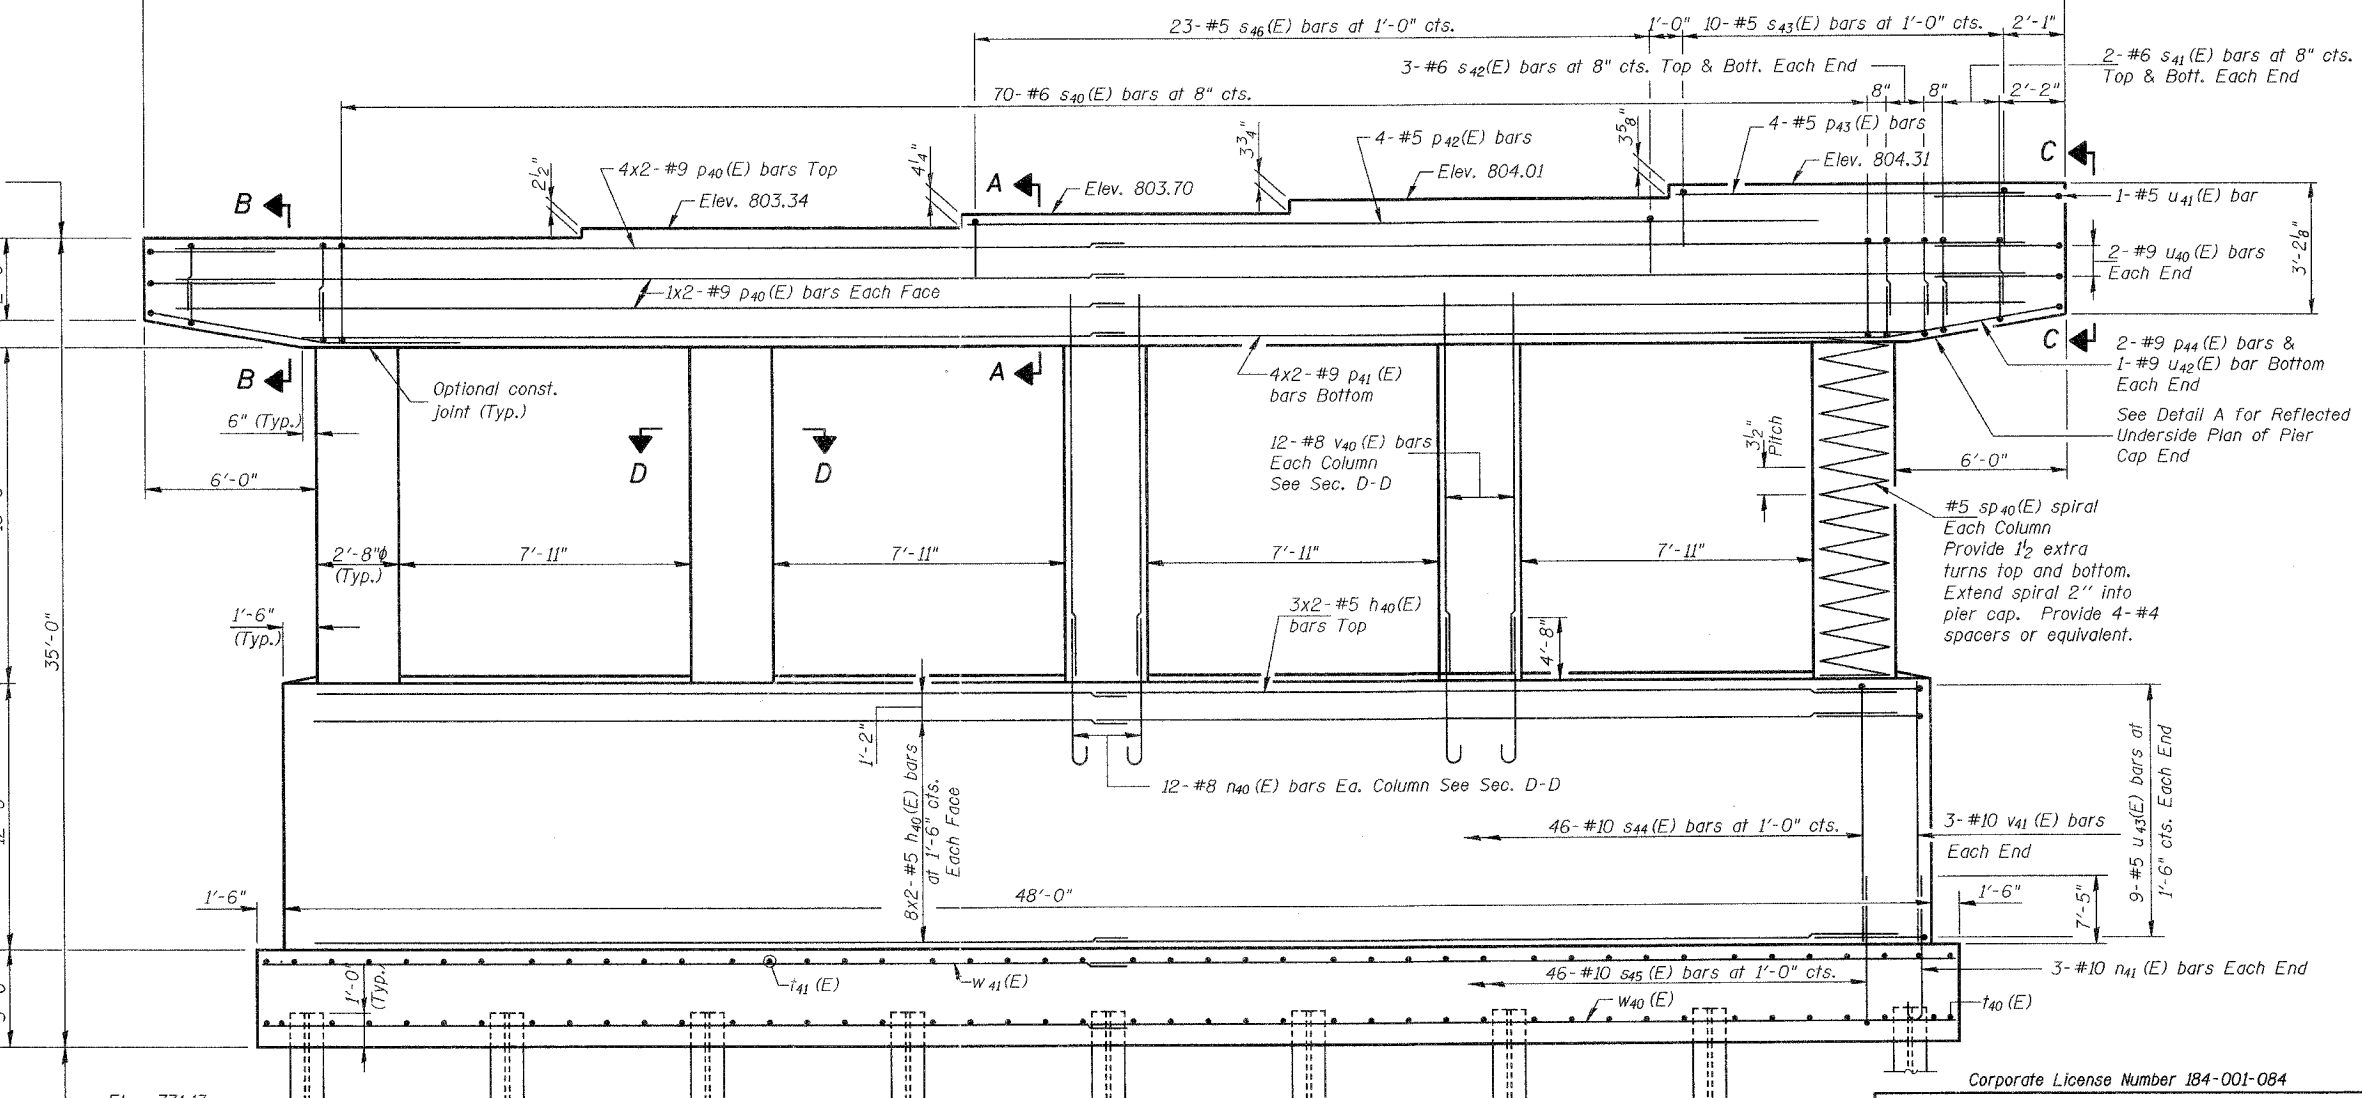 23-#5 s46(E) bars at 1'-0" cts.
1'-0"
10-#5 s43(E) bars at 1'-0" cts.
2'-1"
3-#6 s42(E) bars at 8" cts. Top & Bott. Each End
2-#6 s41(E) bars at 8" cts.
Top & Bott. Each End
70-#6 s40(E) bars at 8" cts.
8"
8"
2'-2"
2½"
4x2-#9 p40(E) bars Top
4¼"
3¾"
4-#5 p42(E) bars
3⅝"
4-#5 p43(E) bars
B
Elev. 803.34
A
Elev. 803.70
Elev. 804.01
Elev. 804.31
C
1-#5 u41(E) bar
2-#9 u40(E) bars
Each End
3'-2⅛"
1x2-#9 p40(E) bars Each Face
B
A
C
Optional const.
joint (Typ.)
4x2-#9 p41(E)
bars Bottom
2-#9 p44(E) bars &
1-#9 u42(E) bar Bottom
Each End
See Detail A for Reflected
Underside Plan of Pier
Cap End
6" (Typ.)
D
D
12-#8 v40(E) bars
Each Column
See Sec. D-D
3½"
Pitch
6'-0"
6'-0"
#5 sp40(E) spiral
Each Column
Provide 1½ extra
turns top and bottom.
Extend spiral 2" into
pier cap. Provide 4-#4
spacers or equivalent.
2'-8"ϕ
(Typ.)
7'-11"
7'-11"
7'-11"
7'-11"
1'-6"
(Typ.)
35'-0"
3x2-#5 h40(E)
bars Top
4'-8"
1'-2"
8x2-#5 h40(E) bars
at 1'-6" cts.
Each Face
12-#8 n40(E) bars Ea. Column See Sec. D-D
46-#10 s44(E) bars at 1'-0" cts.
3-#10 v41(E) bars
Each End
9-#5 u43(E) bars at
1'-6" cts. Each End
1'-6"
48'-0"
1'-6"
7'-5"
1'-0"
(Typ.)
t41(E)
w41(E)
46-#10 s45(E) bars at 1'-0" cts.
3-#10 n41(E) bars Each End
w40(E)
t40(E)
Corporate License Number 184-001-084